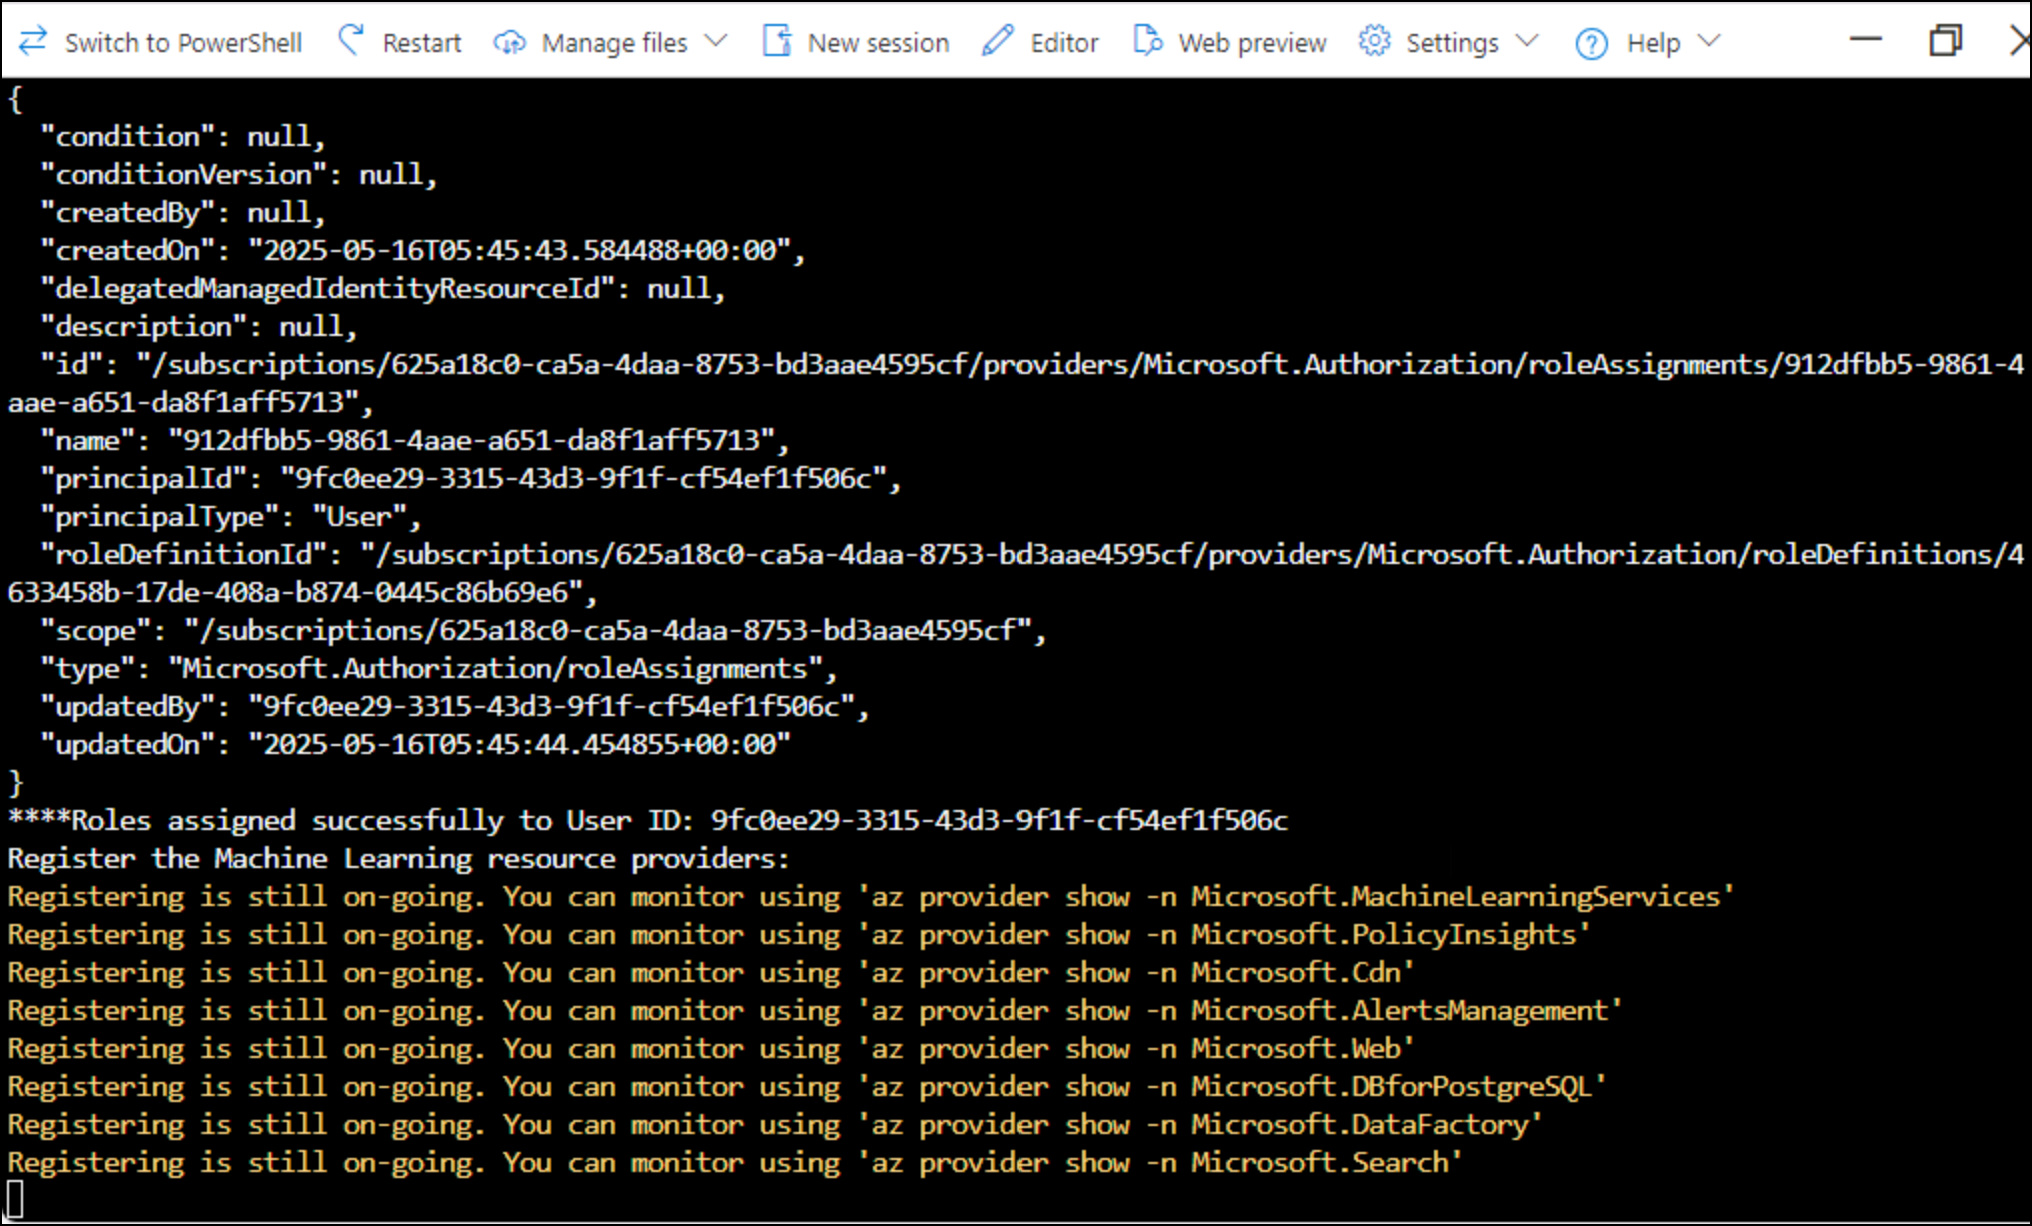 Switch to PowerShell Restart Manage files New session Editor Web preview Settings Help
{
  "condition": null,
  "conditionVersion": null,
  "createdBy": null,
  "createdOn": "2025-05-16T05:45:43.584488+00:00",
  "delegatedManagedIdentityResourceId": null,
  "description": null,
  "id": "/subscriptions/625a18c0-ca5a-4daa-8753-bd3aae4595cf/providers/Microsoft.Authorization/roleAssignments/912dfbb5-9861-4
aae-a651-da8f1aff5713",
  "name": "912dfbb5-9861-4aae-a651-da8f1aff5713",
  "principalId": "9fc0ee29-3315-43d3-9f1f-cf54ef1f506c",
  "principalType": "User",
  "roleDefinitionId": "/subscriptions/625a18c0-ca5a-4daa-8753-bd3aae4595cf/providers/Microsoft.Authorization/roleDefinitions/4
633458b-17de-408a-b874-0445c86b69e6",
  "scope": "/subscriptions/625a18c0-ca5a-4daa-8753-bd3aae4595cf",
  "type": "Microsoft.Authorization/roleAssignments",
  "updatedBy": "9fc0ee29-3315-43d3-9f1f-cf54ef1f506c",
  "updatedOn": "2025-05-16T05:45:44.454855+00:00"
}
****Roles assigned successfully to User ID: 9fc0ee29-3315-43d3-9f1f-cf54ef1f506c
Register the Machine Learning resource providers:
Registering is still on-going. You can monitor using 'az provider show -n Microsoft.MachineLearningServices'
Registering is still on-going. You can monitor using 'az provider show -n Microsoft.PolicyInsights'
Registering is still on-going. You can monitor using 'az provider show -n Microsoft.Cdn'
Registering is still on-going. You can monitor using 'az provider show -n Microsoft.AlertsManagement'
Registering is still on-going. You can monitor using 'az provider show -n Microsoft.Web'
Registering is still on-going. You can monitor using 'az provider show -n Microsoft.DBforPostgreSQL'
Registering is still on-going. You can monitor using 'az provider show -n Microsoft.DataFactory'
Registering is still on-going. You can monitor using 'az provider show -n Microsoft.Search'